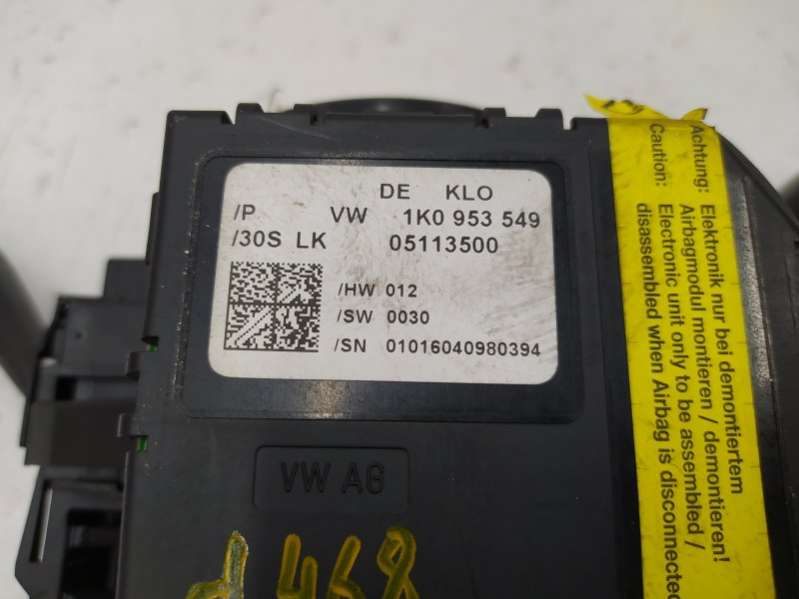 DE KLO
/P VW 1K0 953 549
/30S LK 05113500
/HW 012
/SW 0030
/SN 01016040980394
VW AG
d 468
Achtung: Elektronik nur bei demontiertem
Airbagmodul montieren / demontieren!
Caution: Electronic unit only to be assembled /
disassembled when Airbag is disconnected